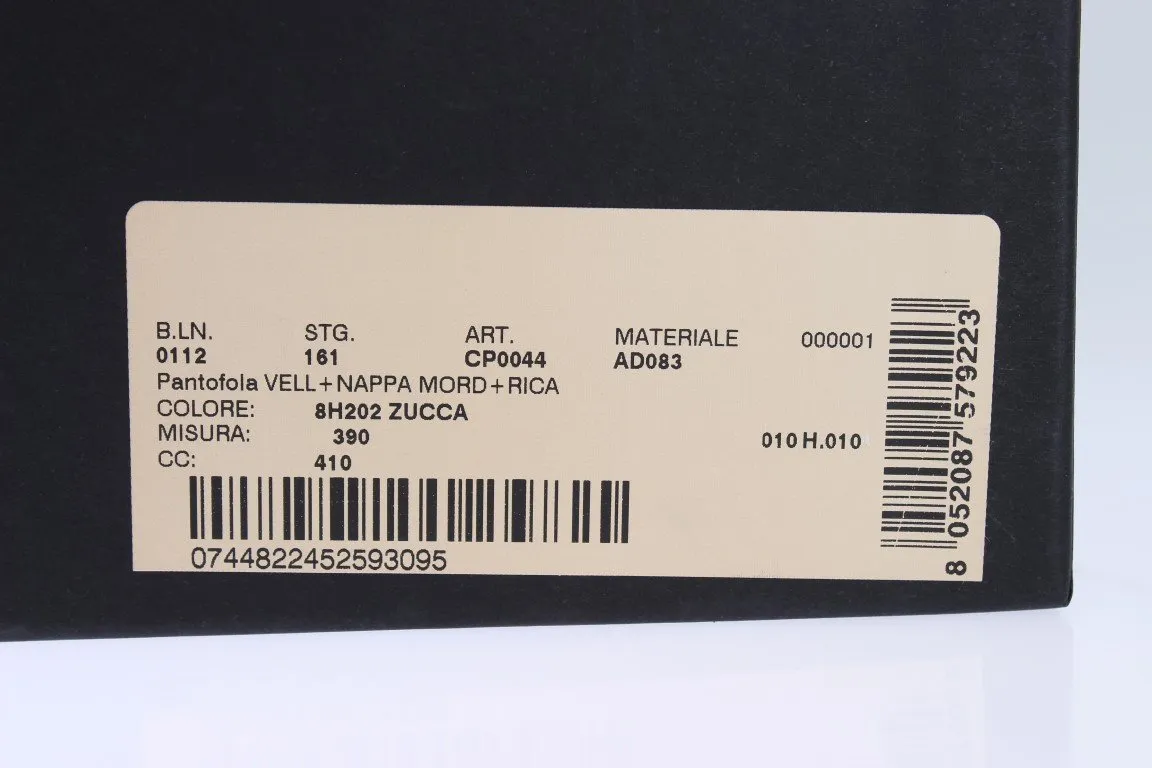 B.LN. STG. ART. MATERIALE 000001
0112 161 CP0044 AD083
Pantofola VELL+NAPPA MORD+RICA
COLORE: 8H202 ZUCCA
MISURA: 390 010 H.010
CC: 410
0744822452593095
8 052087 579223